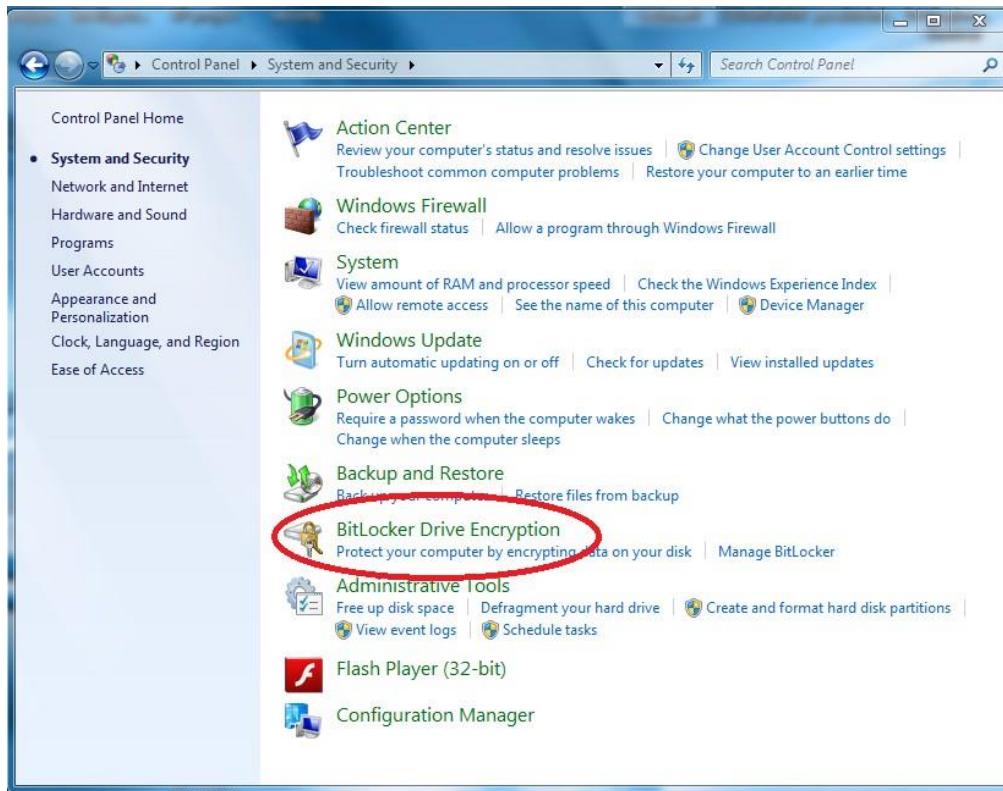 Control Panel ▸ System and Security ▸
Search Control Panel
Control Panel Home
• System and Security
Network and Internet
Hardware and Sound
Programs
User Accounts
Appearance and
Personalization
Clock, Language, and Region
Ease of Access
Action Center
Review your computer's status and resolve issues | Change User Account Control settings |
Troubleshoot common computer problems | Restore your computer to an earlier time
Windows Firewall
Check firewall status | Allow a program through Windows Firewall
System
View amount of RAM and processor speed | Check the Windows Experience Index |
Allow remote access | See the name of this computer | Device Manager
Windows Update
Turn automatic updating on or off | Check for updates | View installed updates
Power Options
Require a password when the computer wakes | Change what the power buttons do |
Change when the computer sleeps
Backup and Restore
Back up your computer | Restore files from backup
BitLocker Drive Encryption
Protect your computer by encrypting data on your disk | Manage BitLocker
Administrative Tools
Free up disk space | Defragment your hard drive | Create and format hard disk partitions |
View event logs | Schedule tasks
Flash Player (32-bit)
Configuration Manager